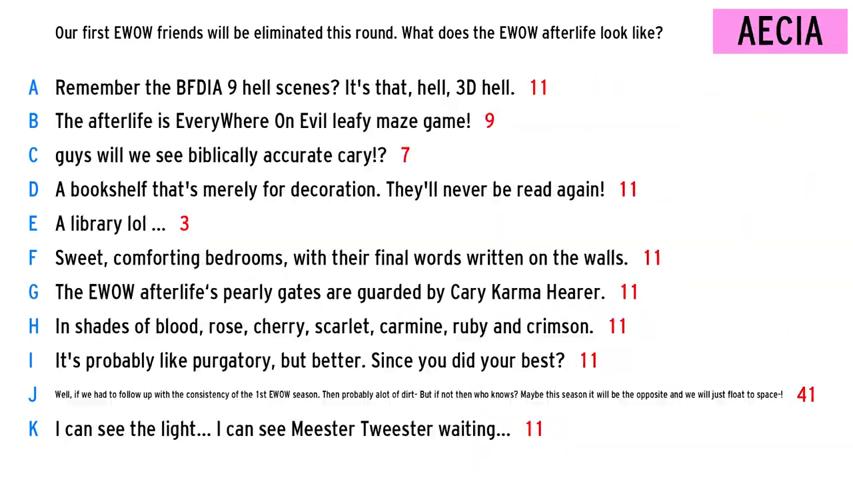 Our first EWOW friends will be eliminated this round. What does the EWOW afterlife look like?
AECIA
A Remember the BFDIA 9 hell scenes? It's that, hell, 3D hell. 11
B The afterlife is EveryWhere On Evil leafy maze game! 9
C guys will we see biblically accurate cary!? 7
D A bookshelf that's merely for decoration. They'll never be read again! 11
E A library lol ... 3
F Sweet, comforting bedrooms, with their final words written on the walls. 11
G The EWOW afterlife‘s pearly gates are guarded by Cary Karma Hearer. 11
H In shades of blood, rose, cherry, scarlet, carmine, ruby and crimson. 11
I It's probably like purgatory, but better. Since you did your best? 11
J Well, if we had to follow up with the consistency of the 1st EWOW season. Then probably alot of dirt- But if not then who knows? Maybe this season it will be the opposite and we will just float to space-! 41
K I can see the light... I can see Meester Tweester waiting... 11